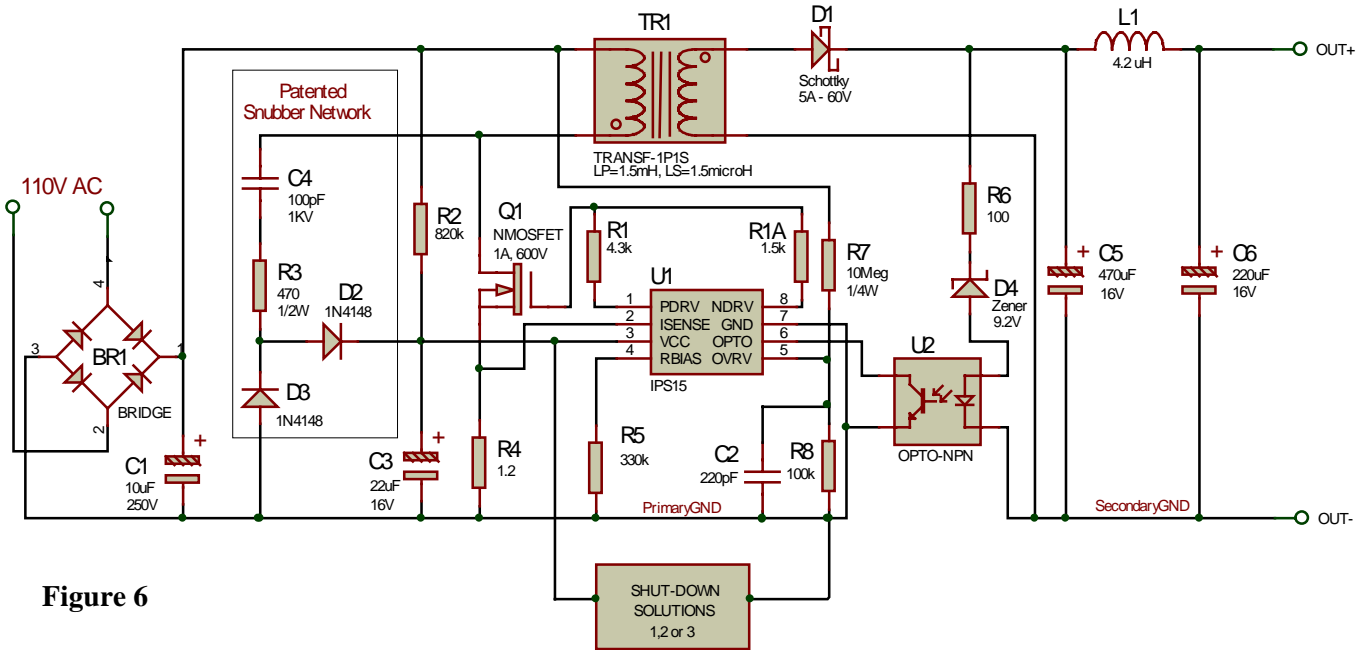 TR1
TRANSF-1P1S
LP=1.5mH, LS=1.5microH
D1
Schottky
5A - 60V
L1
4.2 uH
OUT+
Patented
Snubber Network
110V AC
C4
100pF
1KV
R3
470
1/2W
D2
1N4148
D3
1N4148
4
3
1
2
BR1
BRIDGE
C1
10uF
250V
+
R2
820k
C3
22uF
16V
+
Q1
NMOSFET
1A, 600V
R4
1.2
R1
4.3k
R1A
1.5k
R7
10Meg
1/4W
U1
1 PDRV NDRV 8
2 ISENSE GND 7
3 VCC OPTO 6
4 RBIAS OVRV 5
IPS15
R5
330k
C2
220pF
R8
100k
PrimaryGND
U2
OPTO-NPN
R6
100
D4
Zener
9.2V
C5
470uF
16V
+
C6
220uF
16V
+
SecondaryGND
OUT-
SHUT-DOWN
SOLUTIONS
1,2 or 3
Figure 6